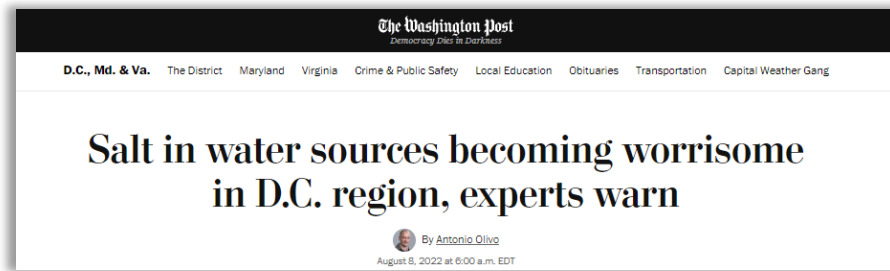 The Washington Post
Democracy Dies in Darkness
D.C., Md. & Va. The District Maryland Virginia Crime & Public Safety Local Education Obituaries Transportation Capital Weather Gang
Salt in water sources becoming worrisome
in D.C. region, experts warn
By Antonio Olivo
August 8, 2022 at 6:00 a.m. EDT